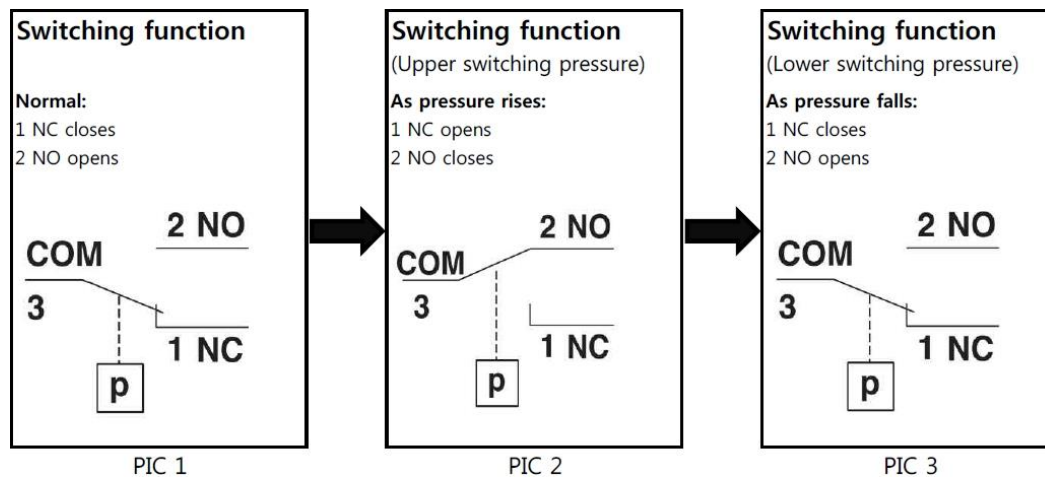 Switching function
Normal:
1 NC closes
2 NO opens
2 NO
COM
3
1 NC
p
PIC 1
Switching function
(Upper switching pressure)
As pressure rises:
1 NC opens
2 NO closes
2 NO
COM
3
1 NC
p
PIC 2
Switching function
(Lower switching pressure)
As pressure falls:
1 NC closes
2 NO opens
2 NO
COM
3
1 NC
p
PIC 3